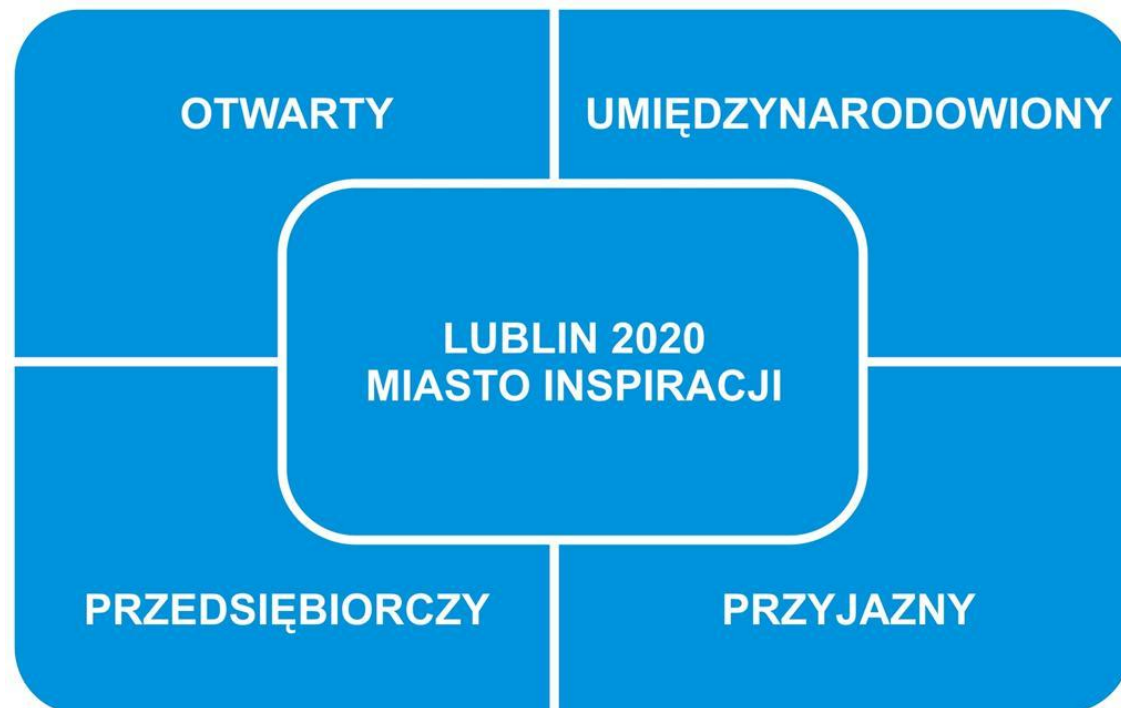 OTWARTY
UMIĘDZYNARODOWIONY
LUBLIN 2020
MIASTO INSPIRACJI
PRZEDSIĘBIORCZY
PRZYJAZNY